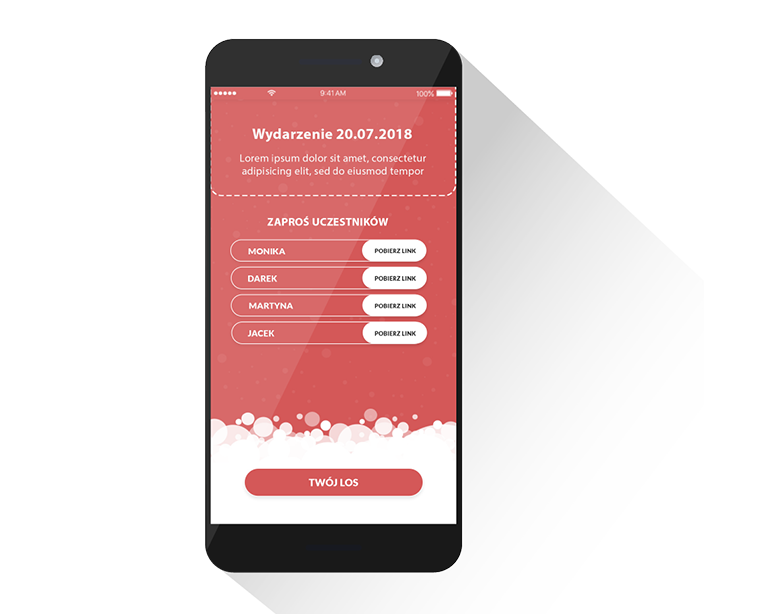 9:41 AM 100%
Wydarzenie 20.07.2018
Lorem ipsum dolor sit amet, consectetur
adipisicing elit, sed do eiusmod tempor
ZAPROŚ UCZESTNIKÓW
MONIKA POBIERZ LINK
DAREK POBIERZ LINK
MARTYNA POBIERZ LINK
JACEK POBIERZ LINK
TWÓJ LOS